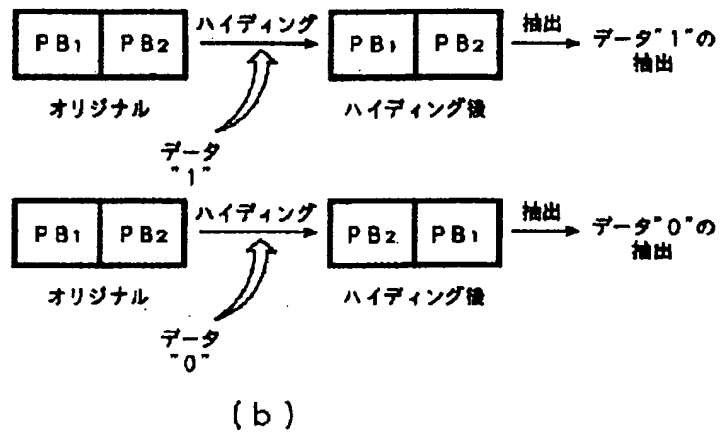 PB₁ PB₂ ハイディング PB₁ PB₂ 抽出 データ"1"の
抽出
オリジナル ハイディング後
データ
"1"
PB₁ PB₂ ハイディング PB₂ PB₁ 抽出 データ"0"の
抽出
オリジナル ハイディング後
データ
"0"
(b)